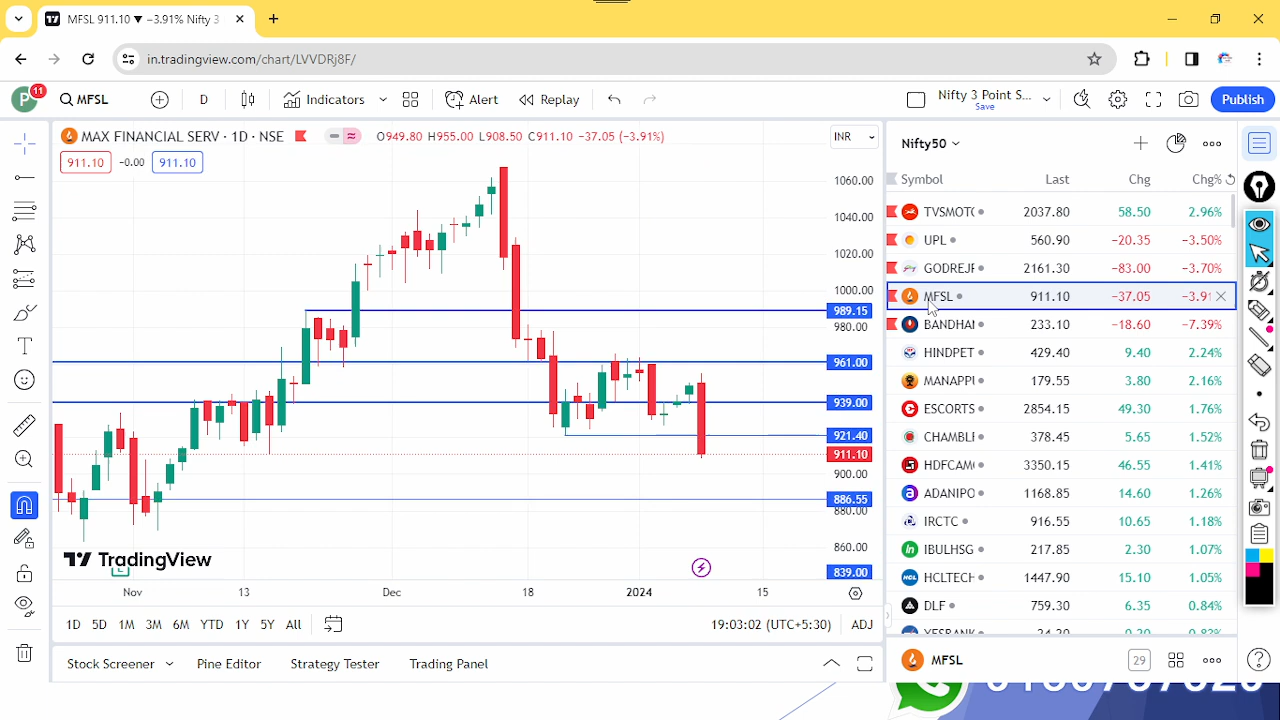 MFSL 911.10 ▼ −3.91% Nifty 3
in.tradingview.com/chart/LVVDRj8F/
P 11 MFSL D Indicators Alert Replay Nifty 3 Point S... Save Publish
MAX FINANCIAL SERV · 1D · NSE O949.80 H955.00 L908.50 C911.10 −37.05 (−3.91%) INR
911.10 -0.00 911.10
1060.00
1040.00
1020.00
1000.00
989.15
980.00
961.00
939.00
921.40
911.10
900.00
886.55
880.00
860.00
839.00
TradingView
Nov 13 Dec 18 2024 15
1D 5D 1M 3M 6M YTD 1Y 5Y All 19:03:02 (UTC+5:30) ADJ
Stock Screener Pine Editor Strategy Tester Trading Panel
Nifty50
Symbol Last Chg Chg%
TVSMOT 2037.80 58.50 2.96%
UPL 560.90 −20.35 −3.50%
GODREJF 2161.30 −83.00 −3.70%
MFSL 911.10 −37.05 −3.91
BANDHA 233.10 −18.60 −7.39%
HINDPET 429.40 9.40 2.24%
MANAPPU 179.55 3.80 2.16%
ESCORTS 2854.15 49.30 1.76%
CHAMBLF 378.45 5.65 1.52%
HDFCAM 3350.15 46.55 1.41%
ADANIPO 1168.85 14.60 1.26%
IRCTC 916.55 10.65 1.18%
IBULHSG 217.85 2.30 1.07%
HCLTECH 1447.90 15.10 1.05%
DLF 759.30 6.35 0.84%
MFSL 29